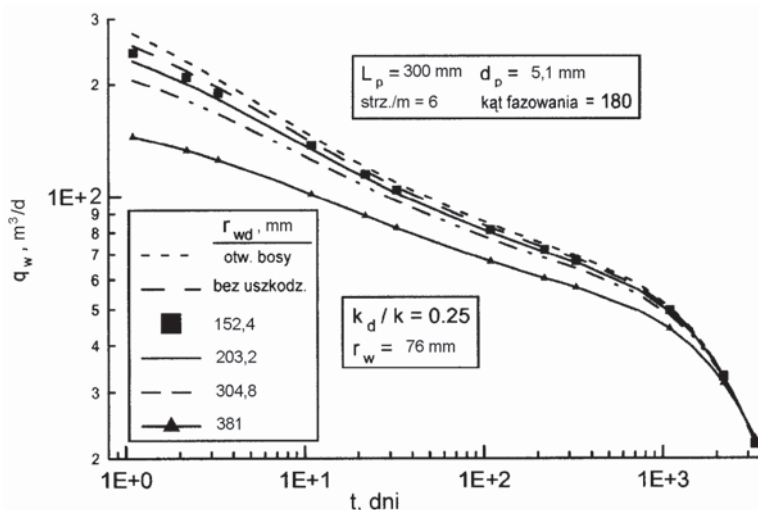 3
2
1E+02
9
8
7
6
5
4
3
2
q_w, m³/d
L_p = 300 mm d_p = 5,1 mm
strz./m = 6 kąt fazowania = 180
r_wd, mm
otw. bosy
bez uszkodz.
152,4
203,2
304,8
381
k_d / k = 0.25
r_w = 76 mm
1E+0 1E+1 1E+2 1E+3
t, dni